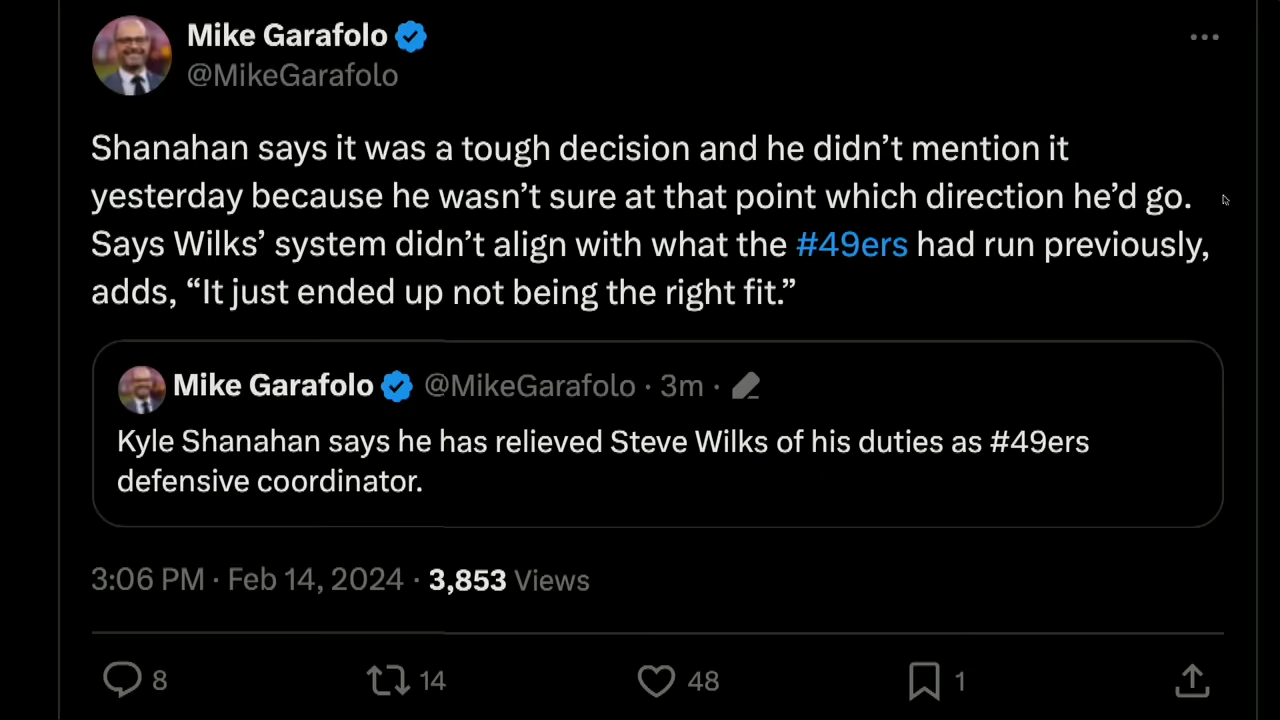 Mike Garafolo
@MikeGarafolo
Shanahan says it was a tough decision and he didn’t mention it
yesterday because he wasn’t sure at that point which direction he’d go.
Says Wilks’ system didn’t align with what the #49ers had run previously,
adds, “It just ended up not being the right fit.”
Mike Garafolo @MikeGarafolo · 3m ·
Kyle Shanahan says he has relieved Steve Wilks of his duties as #49ers
defensive coordinator.
3:06 PM · Feb 14, 2024 · 3,853 Views
8 14 48 1